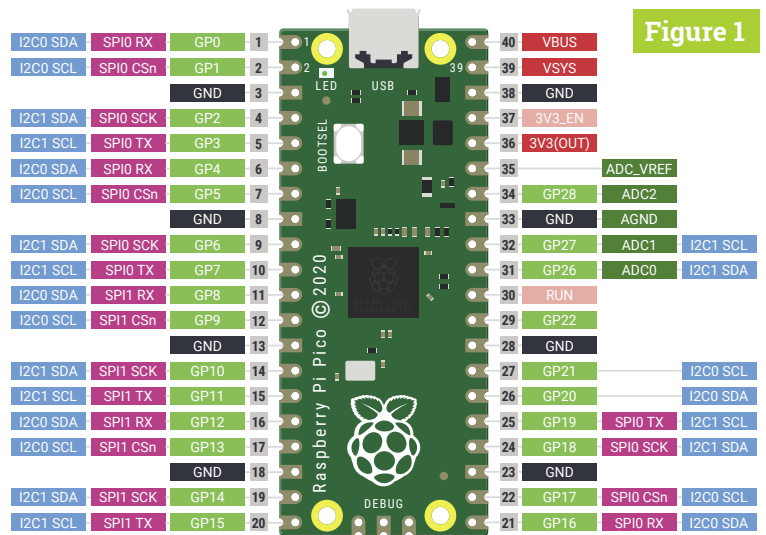 Figure 1
I2C0 SDA SPI0 RX GP0 1 1 40 VBUS
I2C0 SCL SPI0 CSn GP1 2 2 39 39 VSYS
LED USB
GND 3 38 GND
I2C1 SDA SPI0 SCK GP2 4 37 3V3_EN
I2C1 SCL SPI0 TX GP3 5 36 3V3(OUT)
BOOTSEL
I2C0 SDA SPI0 RX GP4 6 35 ADC_VREF
I2C0 SCL SPI0 CSn GP5 7 34 GP28 ADC2
GND 8 33 GND AGND
I2C1 SDA SPI0 SCK GP6 9 32 GP27 ADC1 I2C1 SCL
I2C1 SCL SPI0 TX GP7 10 31 GP26 ADC0 I2C1 SDA
I2C0 SDA SPI1 RX GP8 11 30 RUN
I2C0 SCL SPI1 CSn GP9 12 29 GP22
GND 13 28 GND
I2C1 SDA SPI1 SCK GP10 14 27 GP21 I2C0 SCL
I2C1 SCL SPI1 TX GP11 15 26 GP20 I2C0 SDA
I2C0 SDA SPI1 RX GP12 16 25 GP19 SPI0 TX I2C1 SCL
I2C0 SCL SPI1 CSn GP13 17 24 GP18 SPI0 SCK I2C1 SDA
Raspberry Pi Pico © 2020
GND 18 23 GND
I2C1 SDA SPI1 SCK GP14 19 22 GP17 SPI0 CSn I2C0 SCL
DEBUG
I2C1 SCL SPI1 TX GP15 20 21 GP16 SPI0 RX I2C0 SDA